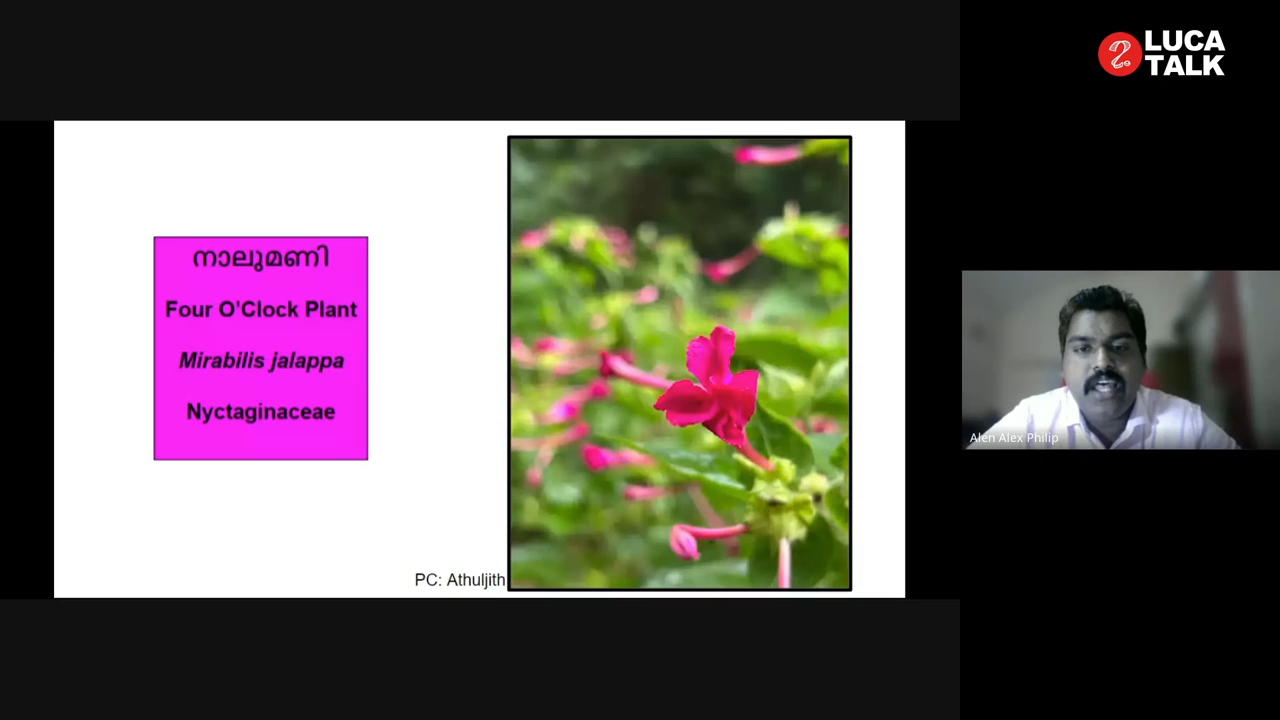 LUCA
TALK
നാലുമണി
Four O'Clock Plant
Mirabilis jalappa
Nyctaginaceae
PC: Athuljith
Alen Alex Philip